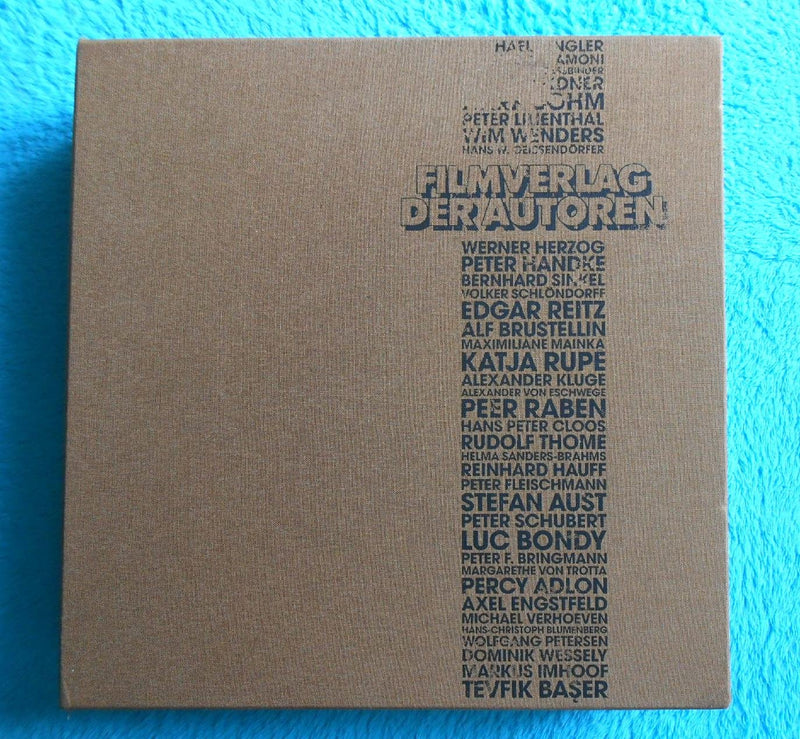 WIM WENDERS
HANS W. GEISSENDÖRFER
FILMVERLAG
DER AUTOREN
WERNER HERZOG
PETER HANDKE
BERNHARD SINKEL
VOLKER SCHLÖNDORFF
EDGAR REITZ
ALF BRUSTELLIN
MAXIMILIANE MAINKA
KATJA RUPE
ALEXANDER KLUGE
ALEXANDER VON ESCHWEGE
PEER RABEN
HANS PETER CLOOS
RUDOLF THOME
HELMA SANDERS-BRAHMS
REINHARD HAUFF
PETER FLEISCHMANN
STEFAN AUST
PETER SCHUBERT
LUC BONDY
PETER F. BRINGMANN
MARGARETHE VON TROTTA
PERCY ADLON
AXEL ENGSTFELD
MICHAEL VERHOEVEN
HANS-CHRISTOPH BLUMENBERG
WOLFGANG PETERSEN
DOMINIK WESSELY
MARKUS IMHOOF
TEVFIK BAŞER